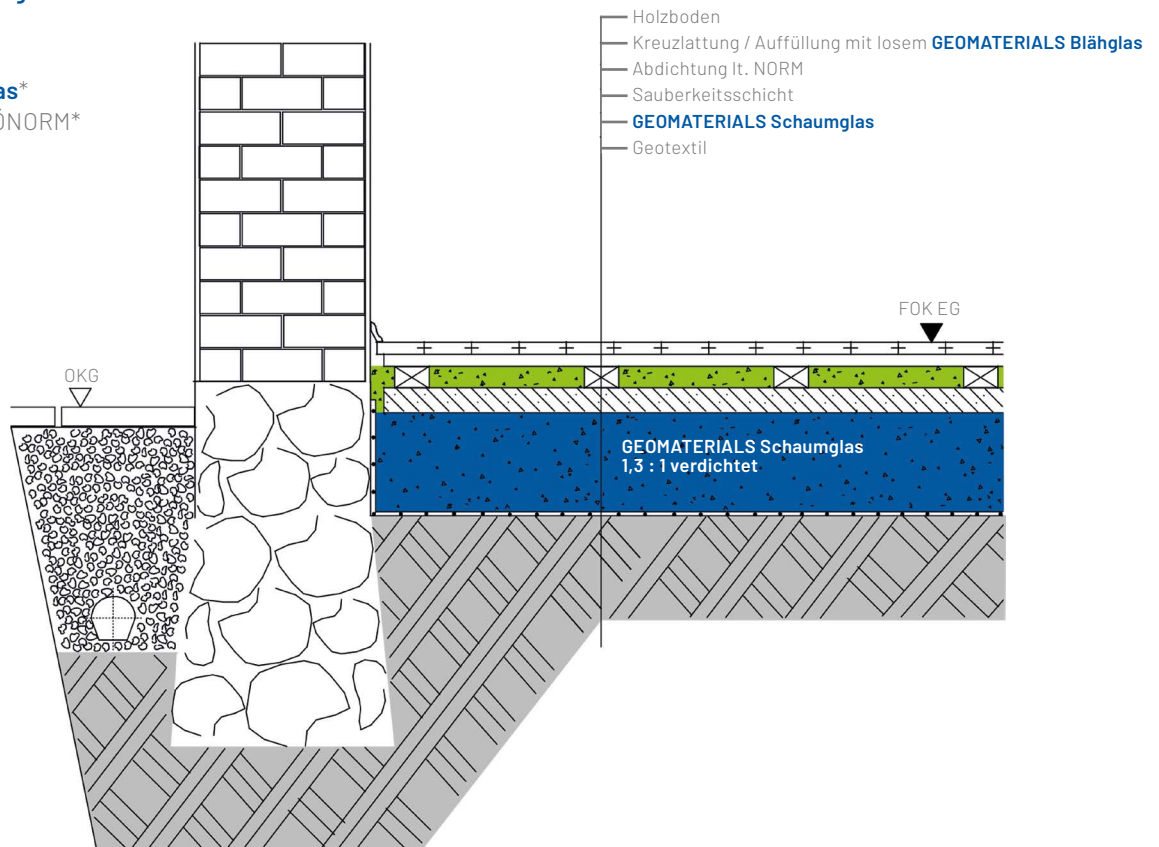 as*
ÖNORM*
Holzboden
Kreuzlattung / Auffüllung mit losem GEOMATERIALS Blähglas
Abdichtung lt. NORM
Sauberkeitsschicht
GEOMATERIALS Schaumglas
Geotextil
FOK EG
OKG
GEOMATERIALS Schaumglas
1,3 : 1 verdichtet